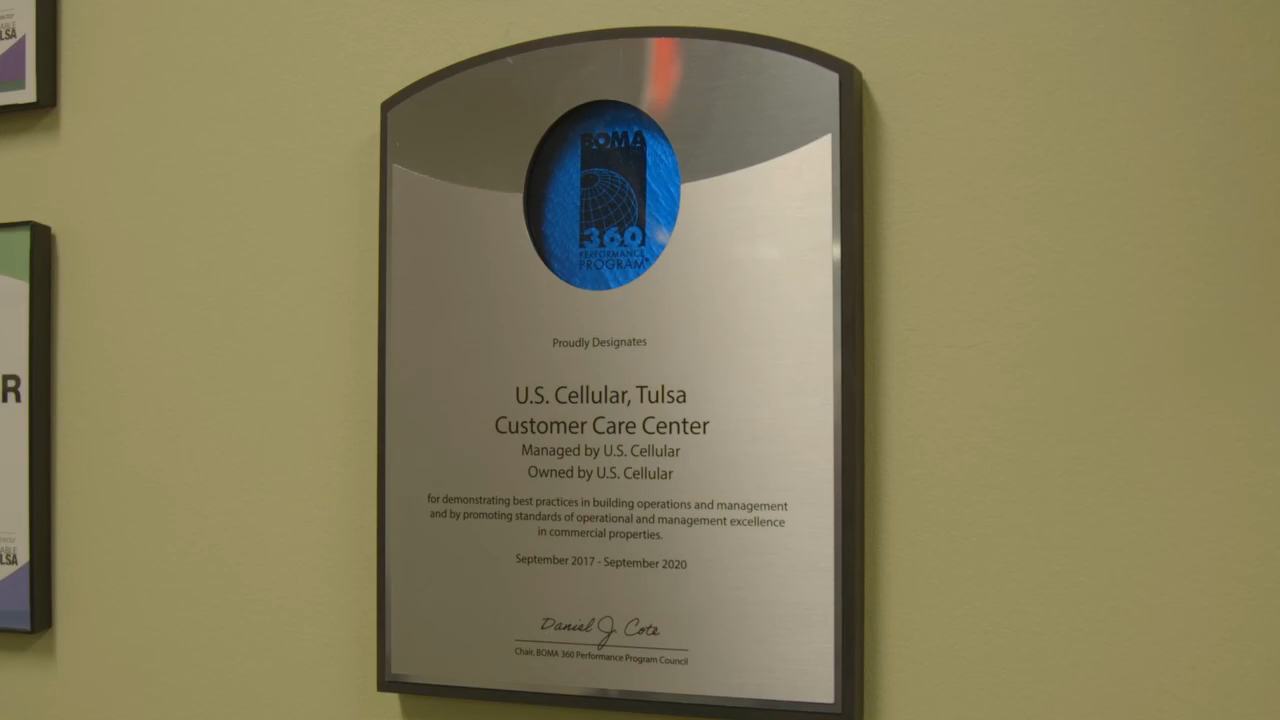 BOMA
360
PERFORMANCE
PROGRAM
Proudly Designates
U.S. Cellular, Tulsa
Customer Care Center
Managed by U.S. Cellular
Owned by U.S. Cellular
for demonstrating best practices in building operations and management
and by promoting standards of operational and management excellence
in commercial properties.
September 2017 - September 2020
Daniel J. Cote
Chair, BOMA 360 Performance Program Council
R
ABLE
LSA
ABLE
LSA